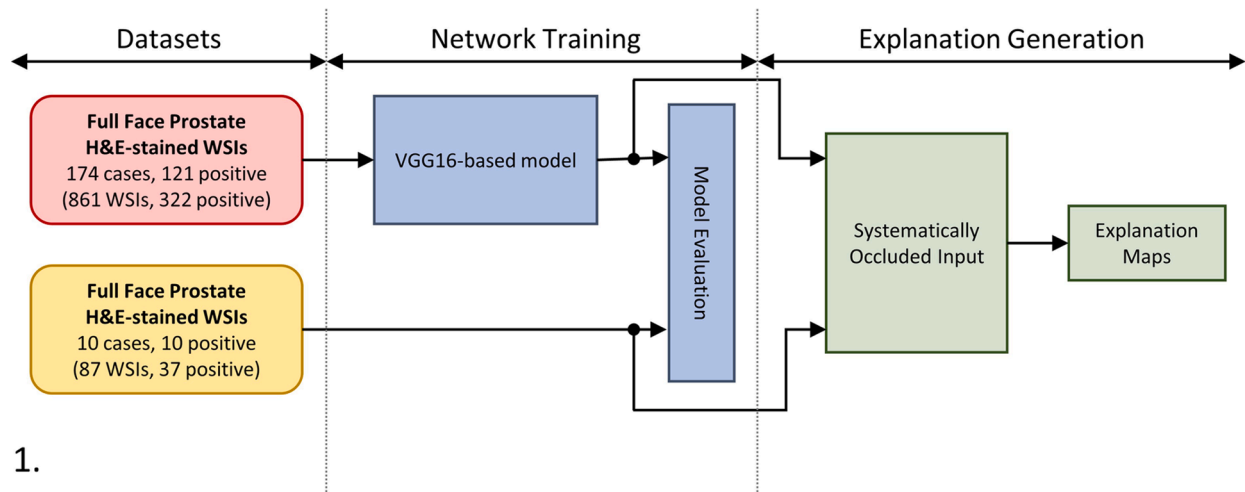 Datasets
Network Training
Explanation Generation
Full Face Prostate
H&E-stained WSIs
174 cases, 121 positive
(861 WSIs, 322 positive)
VGG16-based model
Model Evaluation
Systematically
Occluded Input
Explanation
Maps
Full Face Prostate
H&E-stained WSIs
10 cases, 10 positive
(87 WSIs, 37 positive)
1.